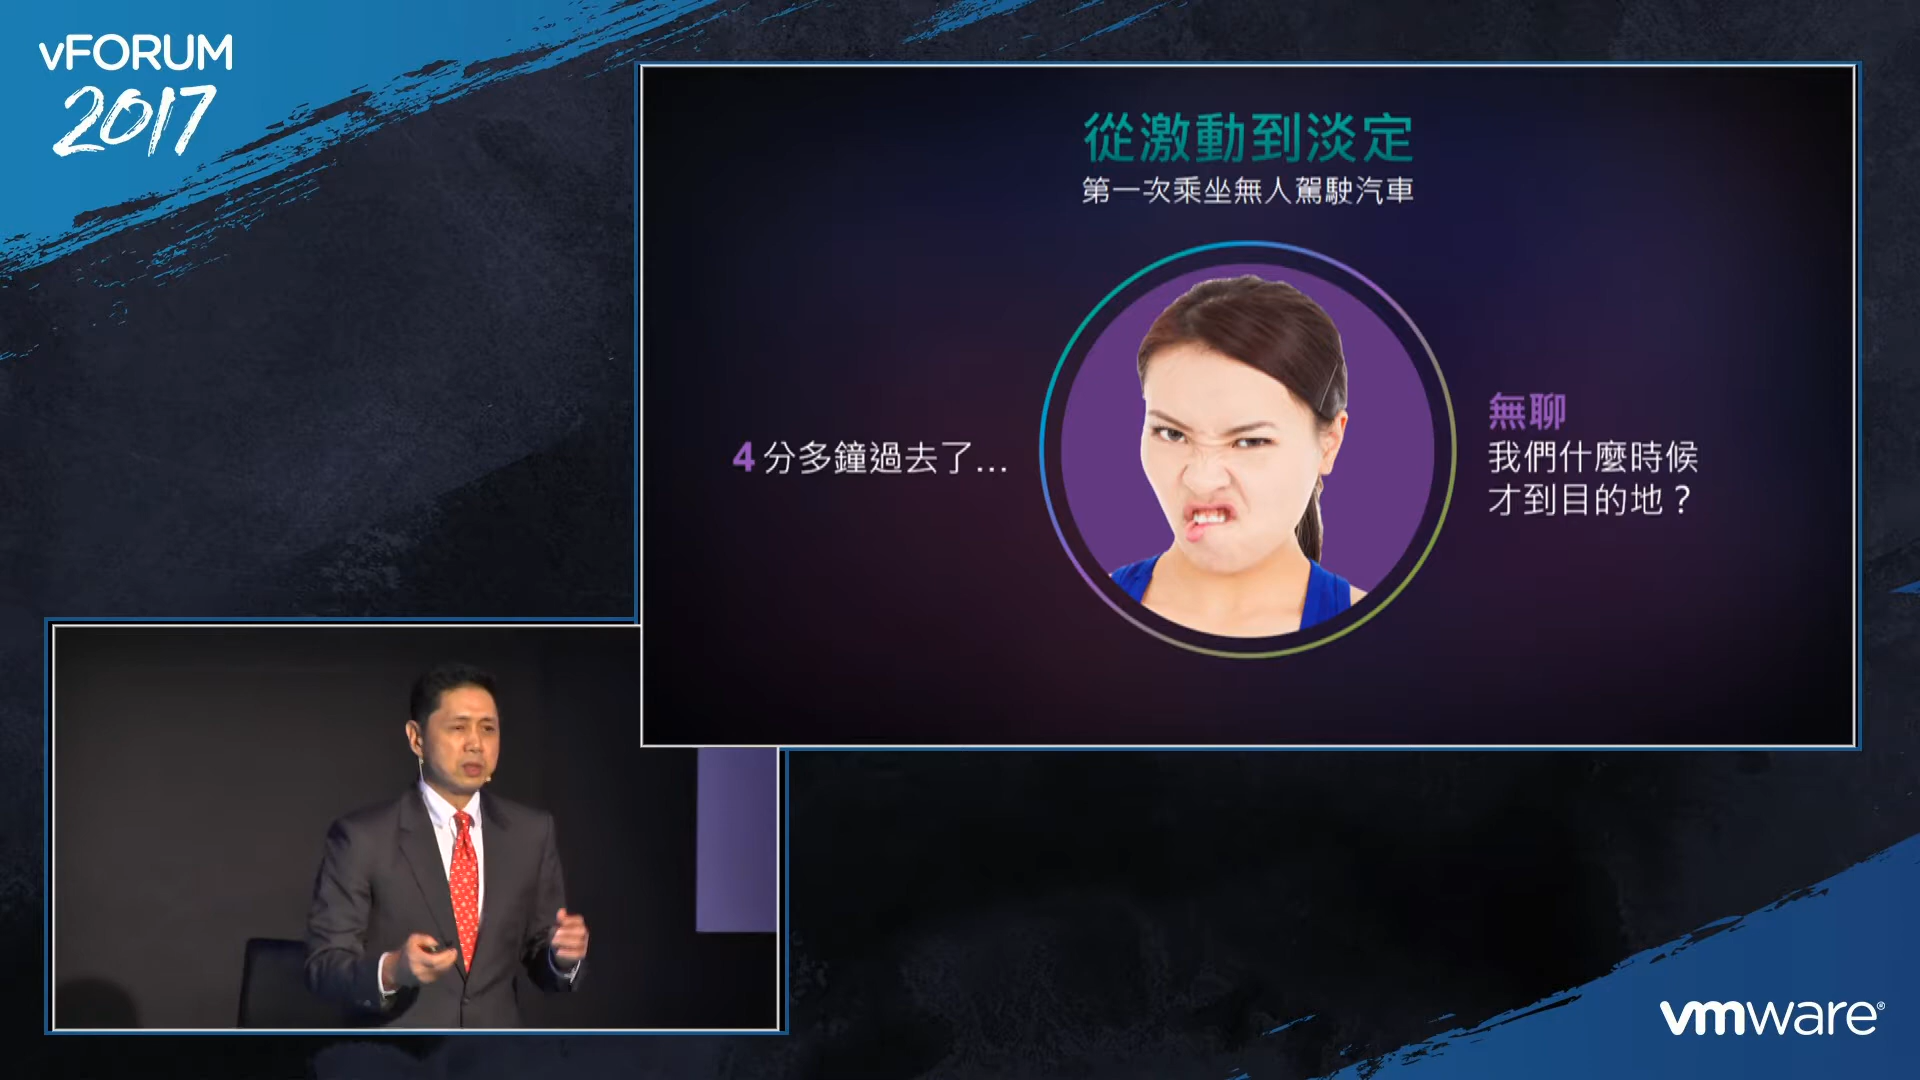 vFORUM
2017
從激動到淡定
第一次乘坐無人駕駛汽車
4 分多鐘過去了...
無聊
我們什麼時候
才到目的地？
vmware®